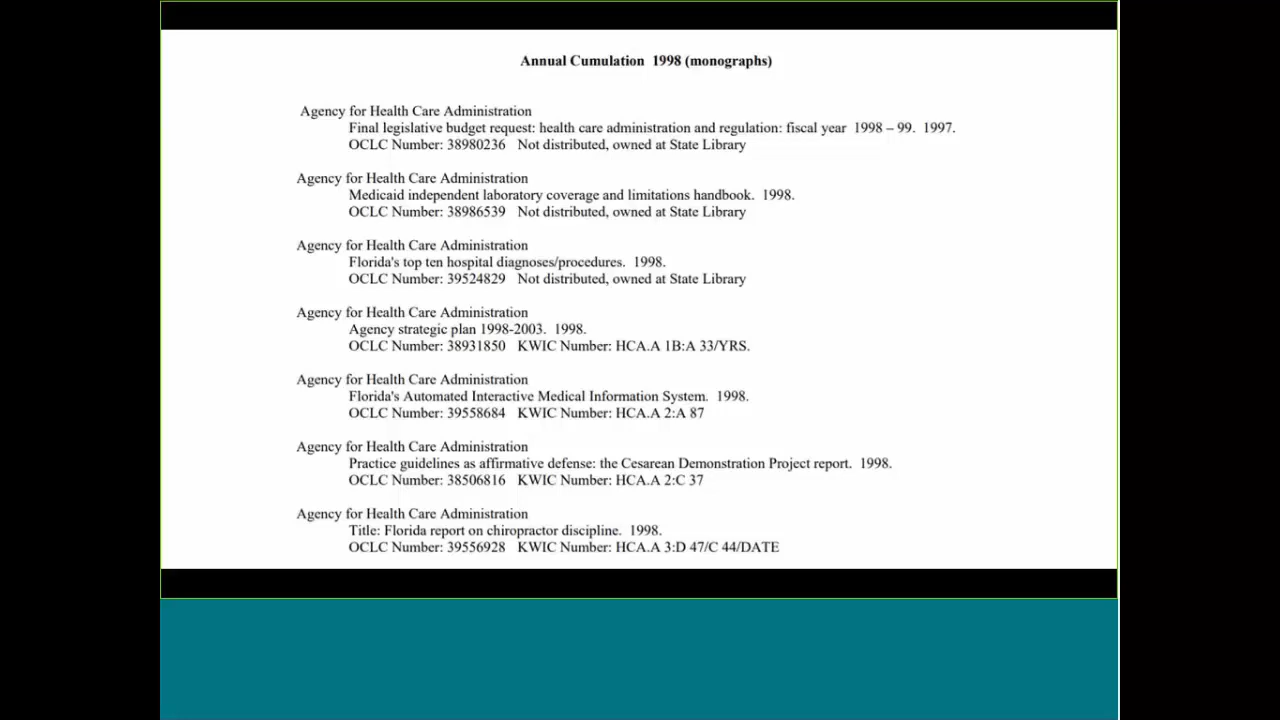 Annual Cumulation 1998 (monographs)
Agency for Health Care Administration
Final legislative budget request: health care administration and regulation: fiscal year 1998 – 99. 1997.
OCLC Number: 38980236 Not distributed, owned at State Library
Agency for Health Care Administration
Medicaid independent laboratory coverage and limitations handbook. 1998.
OCLC Number: 38986539 Not distributed, owned at State Library
Agency for Health Care Administration
Florida's top ten hospital diagnoses/procedures. 1998.
OCLC Number: 39524829 Not distributed, owned at State Library
Agency for Health Care Administration
Agency strategic plan 1998-2003. 1998.
OCLC Number: 38931850 KWIC Number: HCA.A 1B:A 33/YRS.
Agency for Health Care Administration
Florida's Automated Interactive Medical Information System. 1998.
OCLC Number: 39558684 KWIC Number: HCA.A 2:A 87
Agency for Health Care Administration
Practice guidelines as affirmative defense: the Cesarean Demonstration Project report. 1998.
OCLC Number: 38506816 KWIC Number: HCA.A 2:C 37
Agency for Health Care Administration
Title: Florida report on chiropractor discipline. 1998.
OCLC Number: 39556928 KWIC Number: HCA.A 3:D 47/C 44/DATE